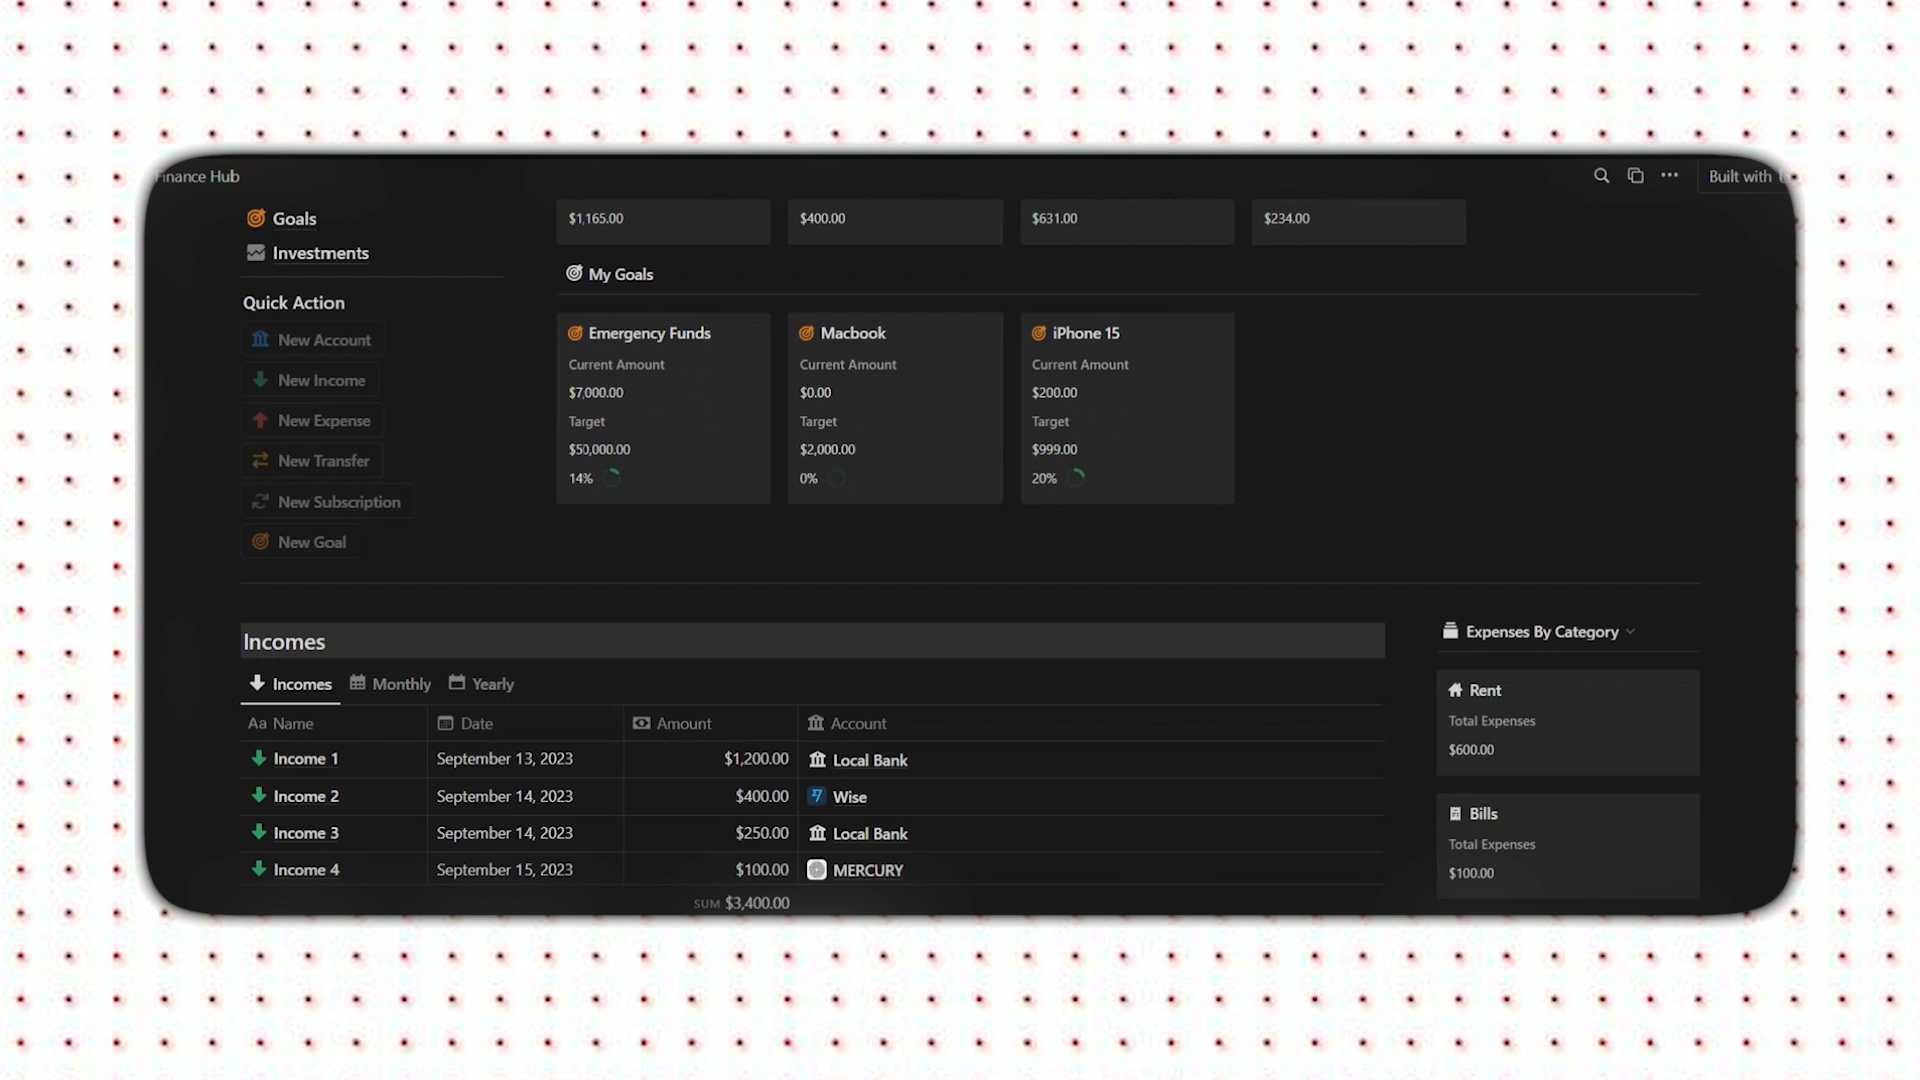 Finance Hub
Built with
Goals
Investments
$1,165.00 $400.00 $631.00 $234.00
My Goals
Quick Action
New Account
New Income
New Expense
New Transfer
New Subscription
New Goal
Emergency Funds
Current Amount
$7,000.00
Target
$50,000.00
14%
Macbook
Current Amount
$0.00
Target
$2,000.00
0%
iPhone 15
Current Amount
$200.00
Target
$999.00
20%
Incomes
Incomes Monthly Yearly
Aa Name Date Amount Account
Income 1 September 13, 2023 $1,200.00 Local Bank
Income 2 September 14, 2023 $400.00 Wise
Income 3 September 14, 2023 $250.00 Local Bank
Income 4 September 15, 2023 $100.00 MERCURY
SUM $3,400.00
Expenses By Category
Rent
Total Expenses
$600.00
Bills
Total Expenses
$100.00